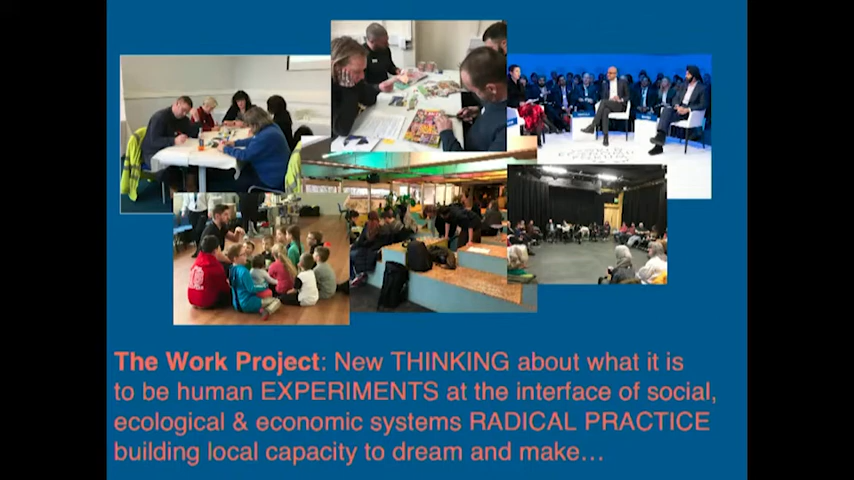 The Work Project: New THINKING about what it is
to be human EXPERIMENTS at the interface of social,
ecological & economic systems RADICAL PRACTICE
building local capacity to dream and make…